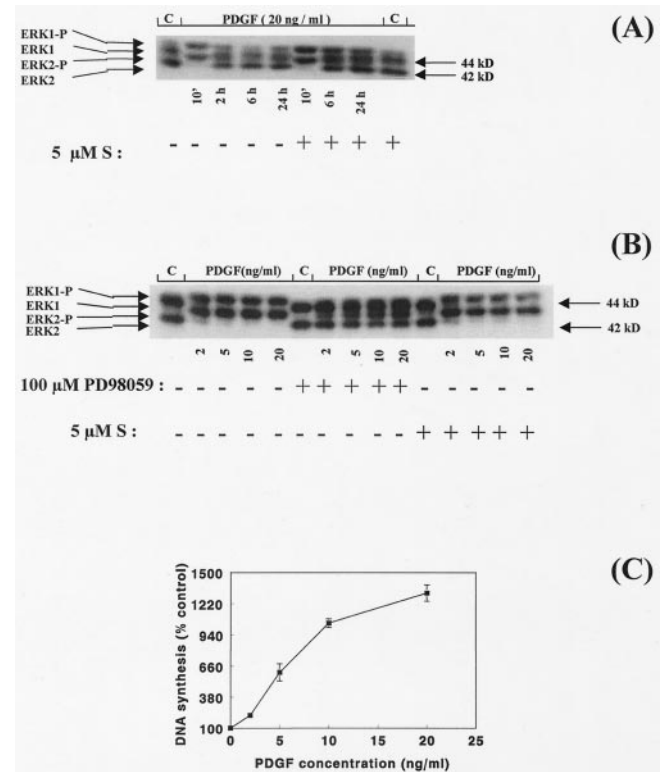 (A)
C PDGF ( 20 ng / ml ) C
ERK1-P
ERK1
ERK2-P
ERK2
44 kD
42 kD
10' 2 h 6 h 24 h 10' 6 h 24 h
5 µM S : - - - - - + + + +
(B)
C PDGF(ng/ml) C PDGF (ng/ml) C PDGF (ng/ml)
ERK1-P
ERK1
ERK2-P
ERK2
44 kD
42 kD
2 5 10 20 2 5 10 20 2 5 10 20
100 µM PD98059 : - - - - - + + + + + - - - - -
5 µM S : - - - - - - - - - - + + + + +
(C)
DNA synthesis (% control)
1500
1220
940
660
380
100
0 5 10 15 20 25
PDGF concentration (ng/ml)